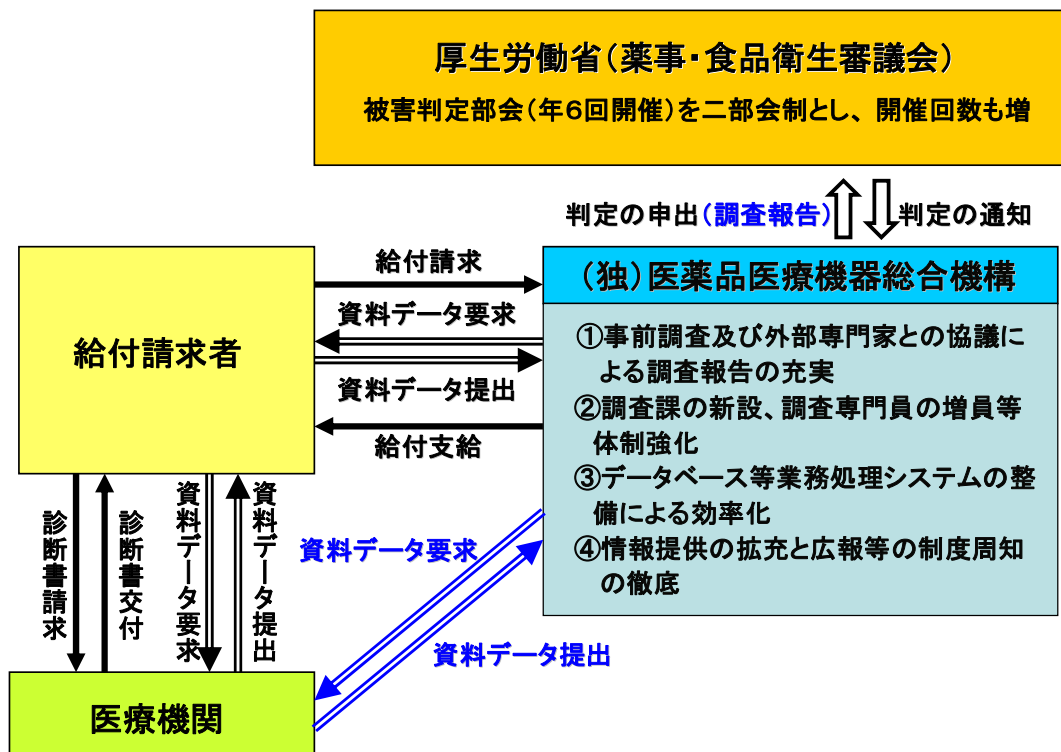 厚生労働省(薬事・食品衛生審議会)
被害判定部会(年6回開催)を二部会制とし、開催回数も増
判定の申出(調査報告)
判定の通知
給付請求
(独)医薬品医療機器総合機構
資料データ要求
給付請求者
資料データ提出
給付支給
①事前調査及び外部専門家との協議に
よる調査報告の充実
②調査課の新設、調査専門員の増員等
体制強化
③データベース等業務処理システムの整
備による効率化
④情報提供の拡充と広報等の制度周知
の徹底
診断書請求
診断書交付
資料データ要求
資料データ提出
資料データ要求
資料データ提出
医療機関